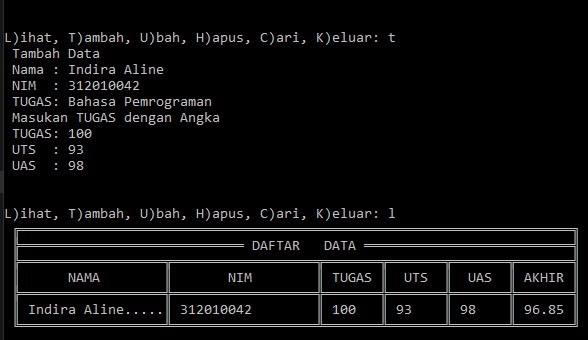 L)ihat, T)ambah, U)bah, H)apus, C)ari, K)eluar: t
Tambah Data
Nama : Indira Aline
NIM  : 312010042
TUGAS: Bahasa Pemrograman
Masukan TUGAS dengan Angka
TUGAS: 100
UTS  : 93
UAS  : 98
L)ihat, T)ambah, U)bah, H)apus, C)ari, K)eluar: l
DAFTAR   DATA
NAMA NIM TUGAS UTS UAS AKHIR
Indira Aline..... 312010042 100 93 98 96.85